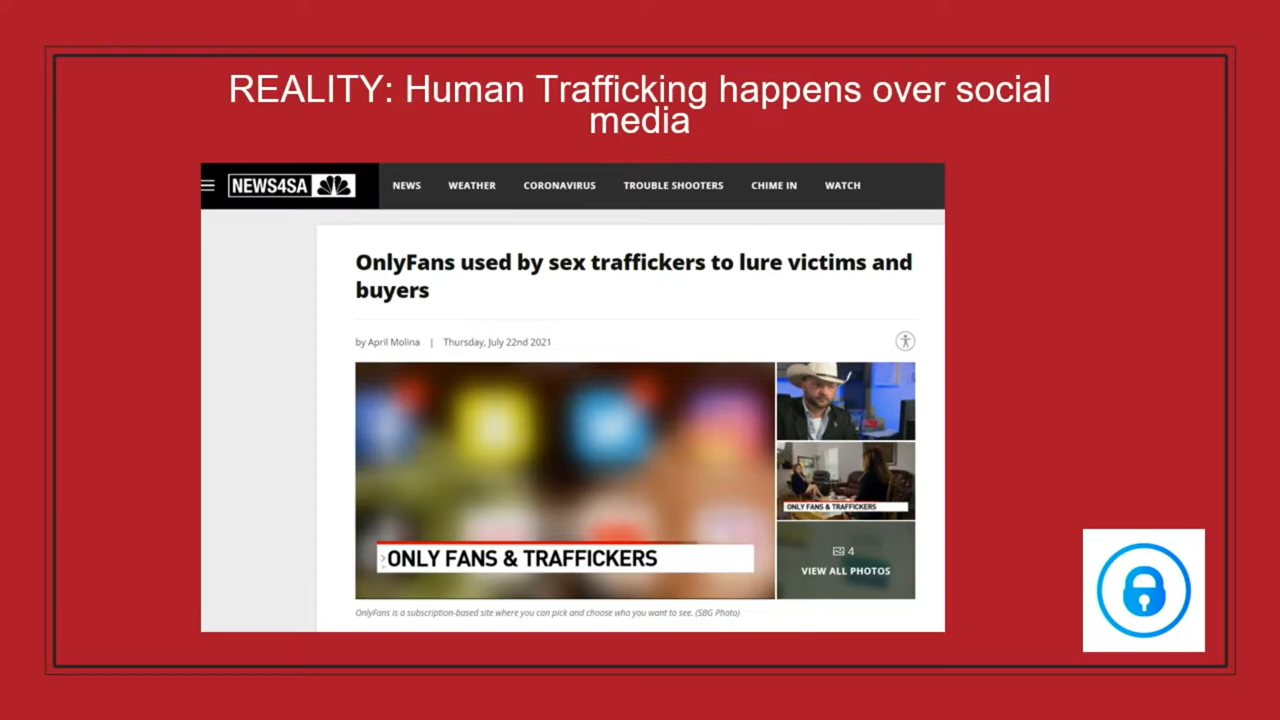 REALITY: Human Trafficking happens over social
media
NEWS4SA
NEWS WEATHER CORONAVIRUS TROUBLE SHOOTERS CHIME IN WATCH
OnlyFans used by sex traffickers to lure victims and
buyers
by April Molina | Thursday, July 22nd 2021
ONLY FANS & TRAFFICKERS
ONLY FANS & TRAFFICKERS
4
VIEW ALL PHOTOS
OnlyFans is a subscription-based site where you can pick and choose who you want to see. (SBG Photo)